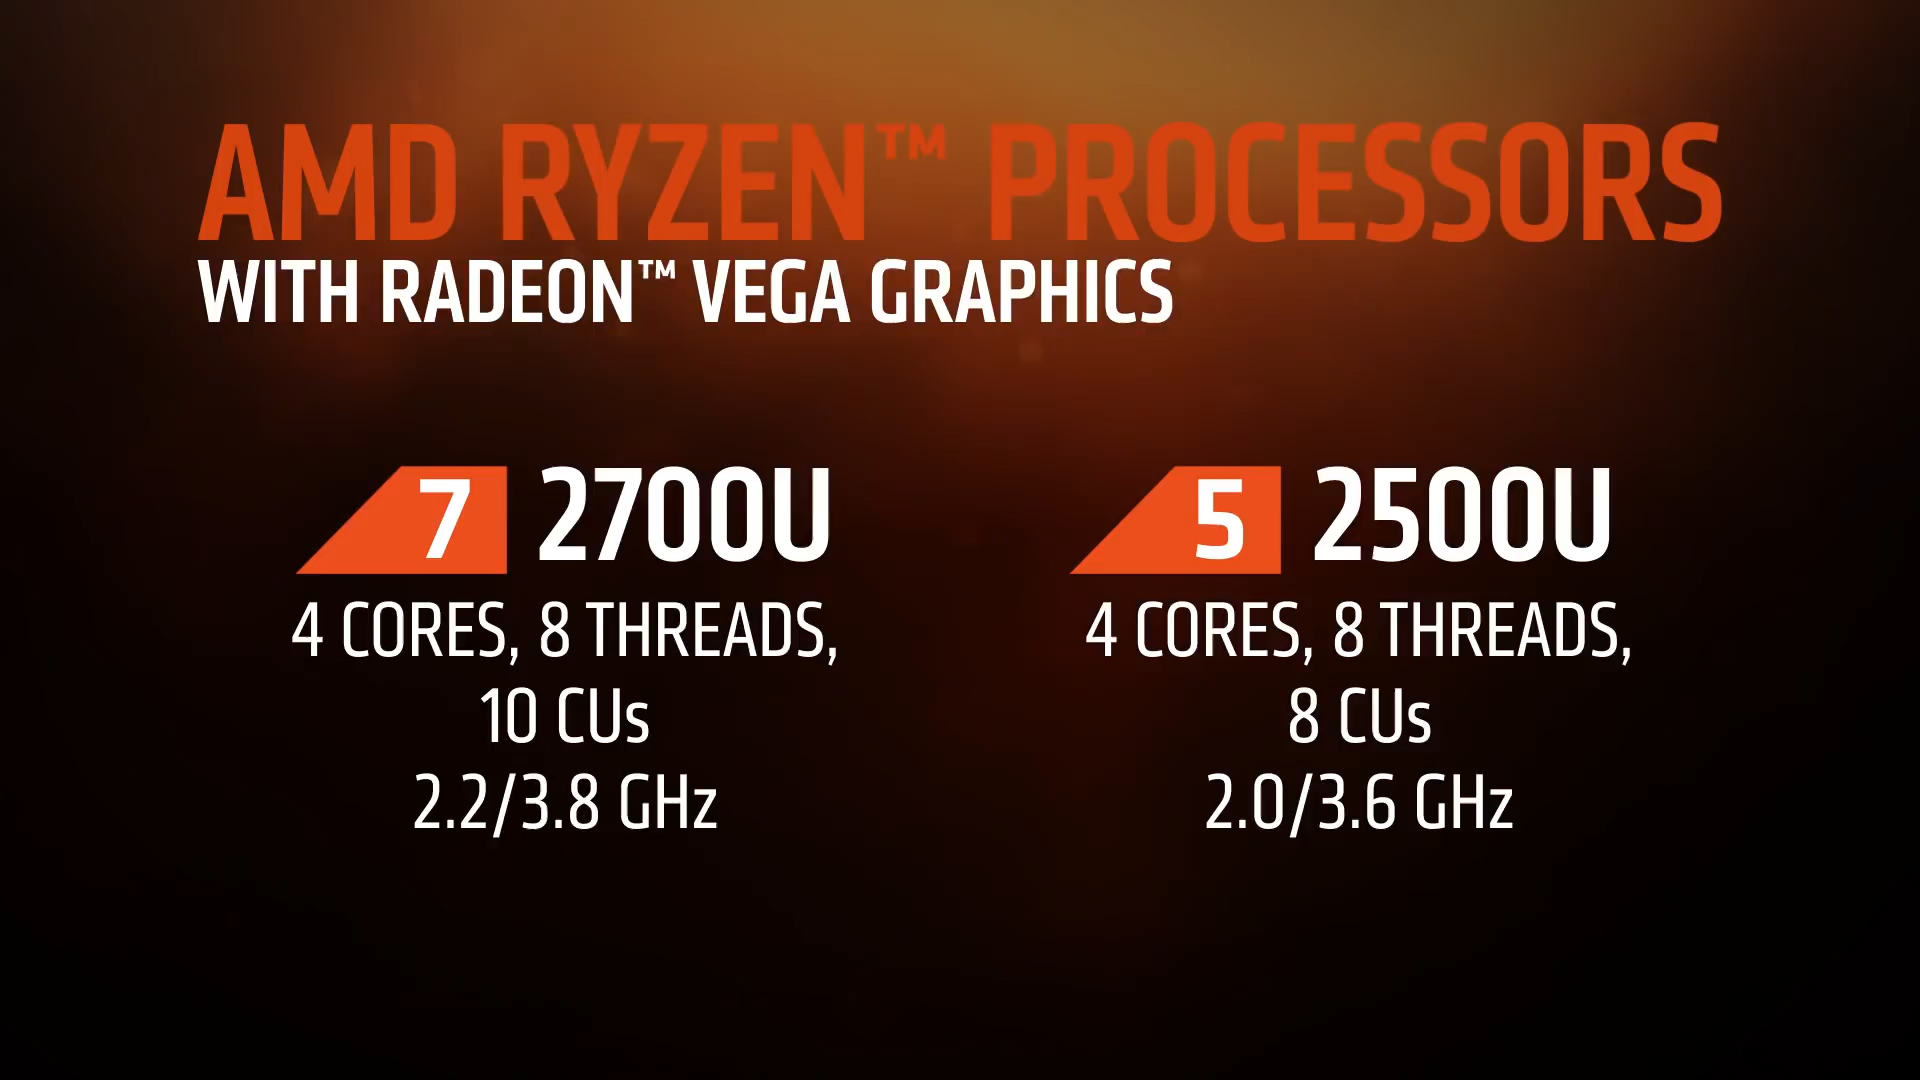 AMD RYZEN™ PROCESSORS
WITH RADEON™ VEGA GRAPHICS
7 2700U
4 CORES, 8 THREADS,
10 CUs
2.2/3.8 GHz
5 2500U
4 CORES, 8 THREADS,
8 CUs
2.0/3.6 GHz